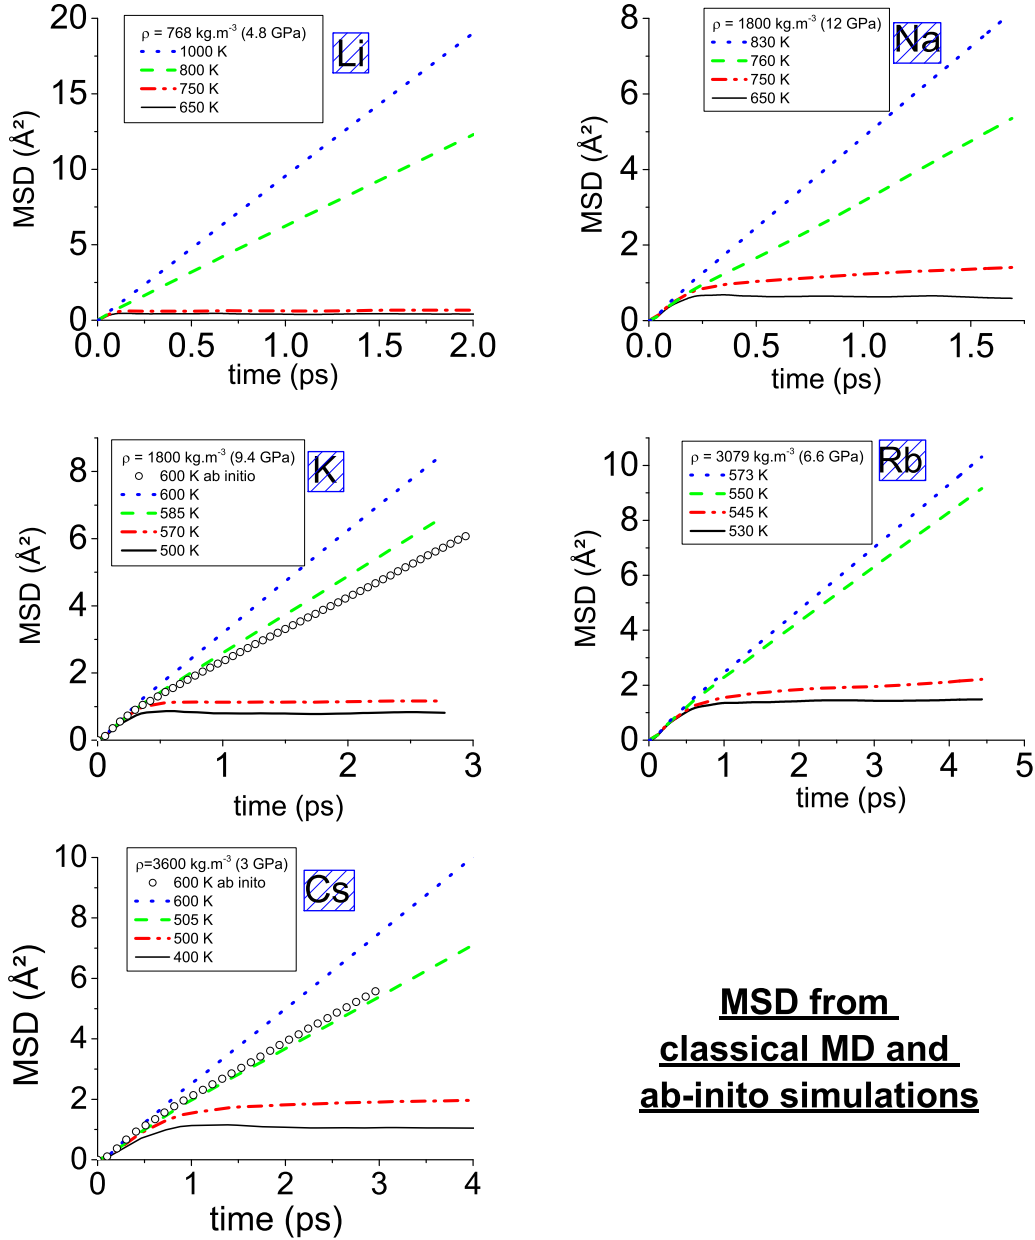 20
15
10
5
0
MSD (Å²)
ρ = 768 kg.m⁻³ (4.8 GPa)
1000 K
800 K
750 K
650 K
Li
0.0 0.5 1.0 1.5 2.0
time (ps)
8
6
4
2
0
MSD (Å²)
ρ = 1800 kg.m⁻³ (12 GPa)
830 K
760 K
750 K
650 K
Na
0.0 0.5 1.0 1.5
time (ps)
8
6
4
2
0
MSD (Å²)
ρ = 1800 kg.m⁻³ (9.4 GPa)
600 K ab initio
600 K
585 K
570 K
500 K
K
0 1 2 3
time (ps)
10
8
6
4
2
0
MSD (Å²)
ρ = 3079 kg.m⁻³ (6.6 GPa)
573 K
550 K
545 K
530 K
Rb
0 1 2 3 4 5
time (ps)
10
8
6
4
2
0
MSD (Å²)
ρ=3600 kg.m⁻³ (3 GPa)
600 K ab inito
600 K
505 K
500 K
400 K
Cs
0 1 2 3 4
time (ps)
MSD from
classical MD and
ab-inito simulations